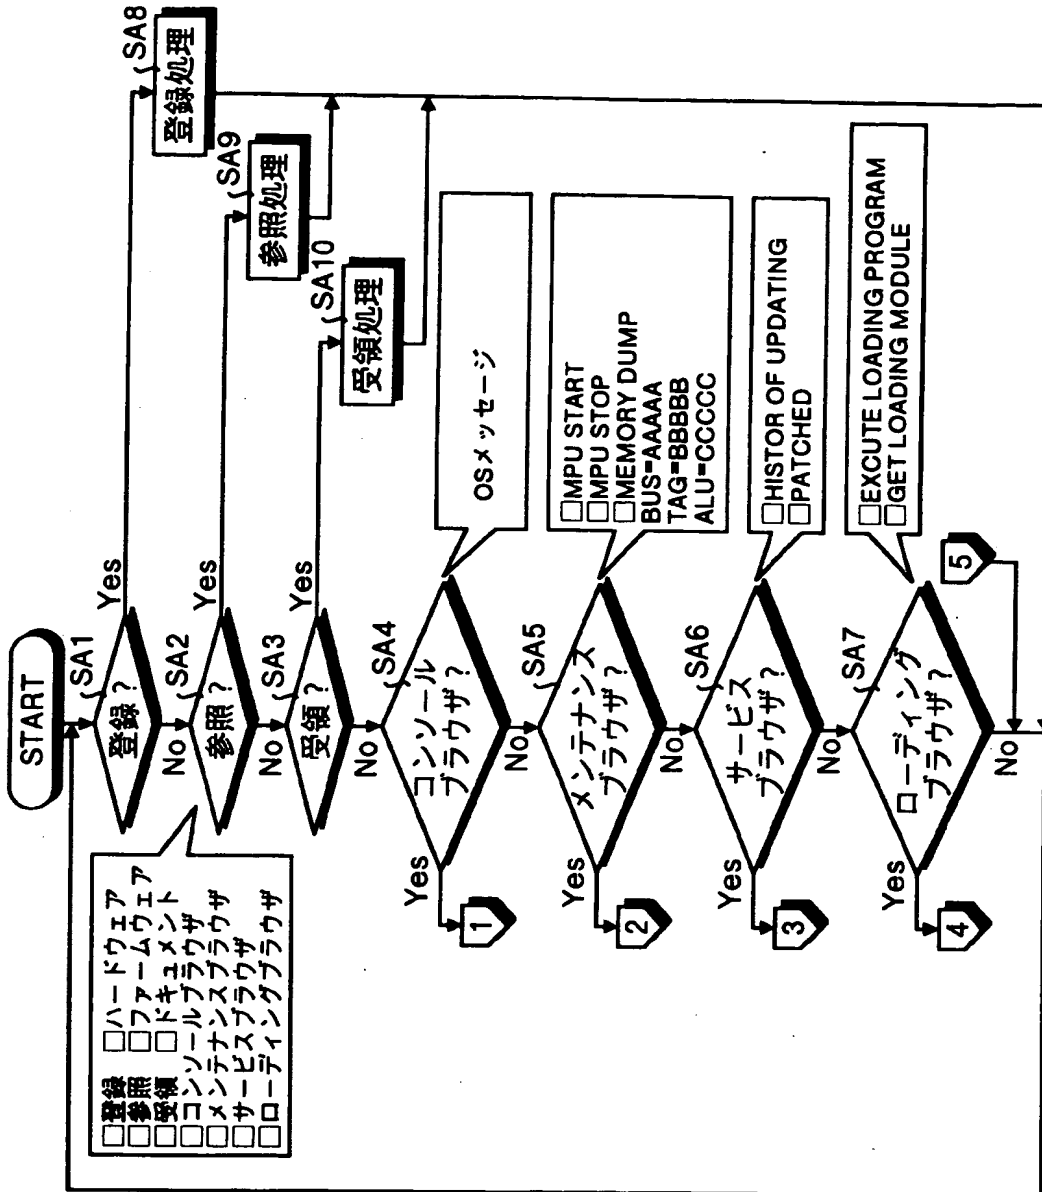 START
SA1
登録？
Yes
No
SA8
登録処理
SA2
参照？
Yes
No
SA9
参照処理
SA3
受領？
Yes
No
SA10
受領処理
□登録 □ハードウェア
□参照 □ファームウェア
□受領 □ドキュメント
□コンソールブラウザ
□メンテナンスブラウザ
□サービスブラウザ
□ローディングブラウザ
SA4
コンソール
ブラウザ？
Yes
No
1
OSメッセージ
SA5
メンテナンス
ブラウザ？
Yes
No
2
□MPU START
□MPU STOP
□MEMORY DUMP
BUS=AAAAA
TAG=BBBBB
ALU=CCCCC
SA6
サービス
ブラウザ？
Yes
No
3
□HISTOR OF UPDATING
□PATCHED
SA7
ローディング
ブラウザ？
Yes
No
4
□EXCUTE LOADING PROGRAM
□GET LOADING MODULE
5